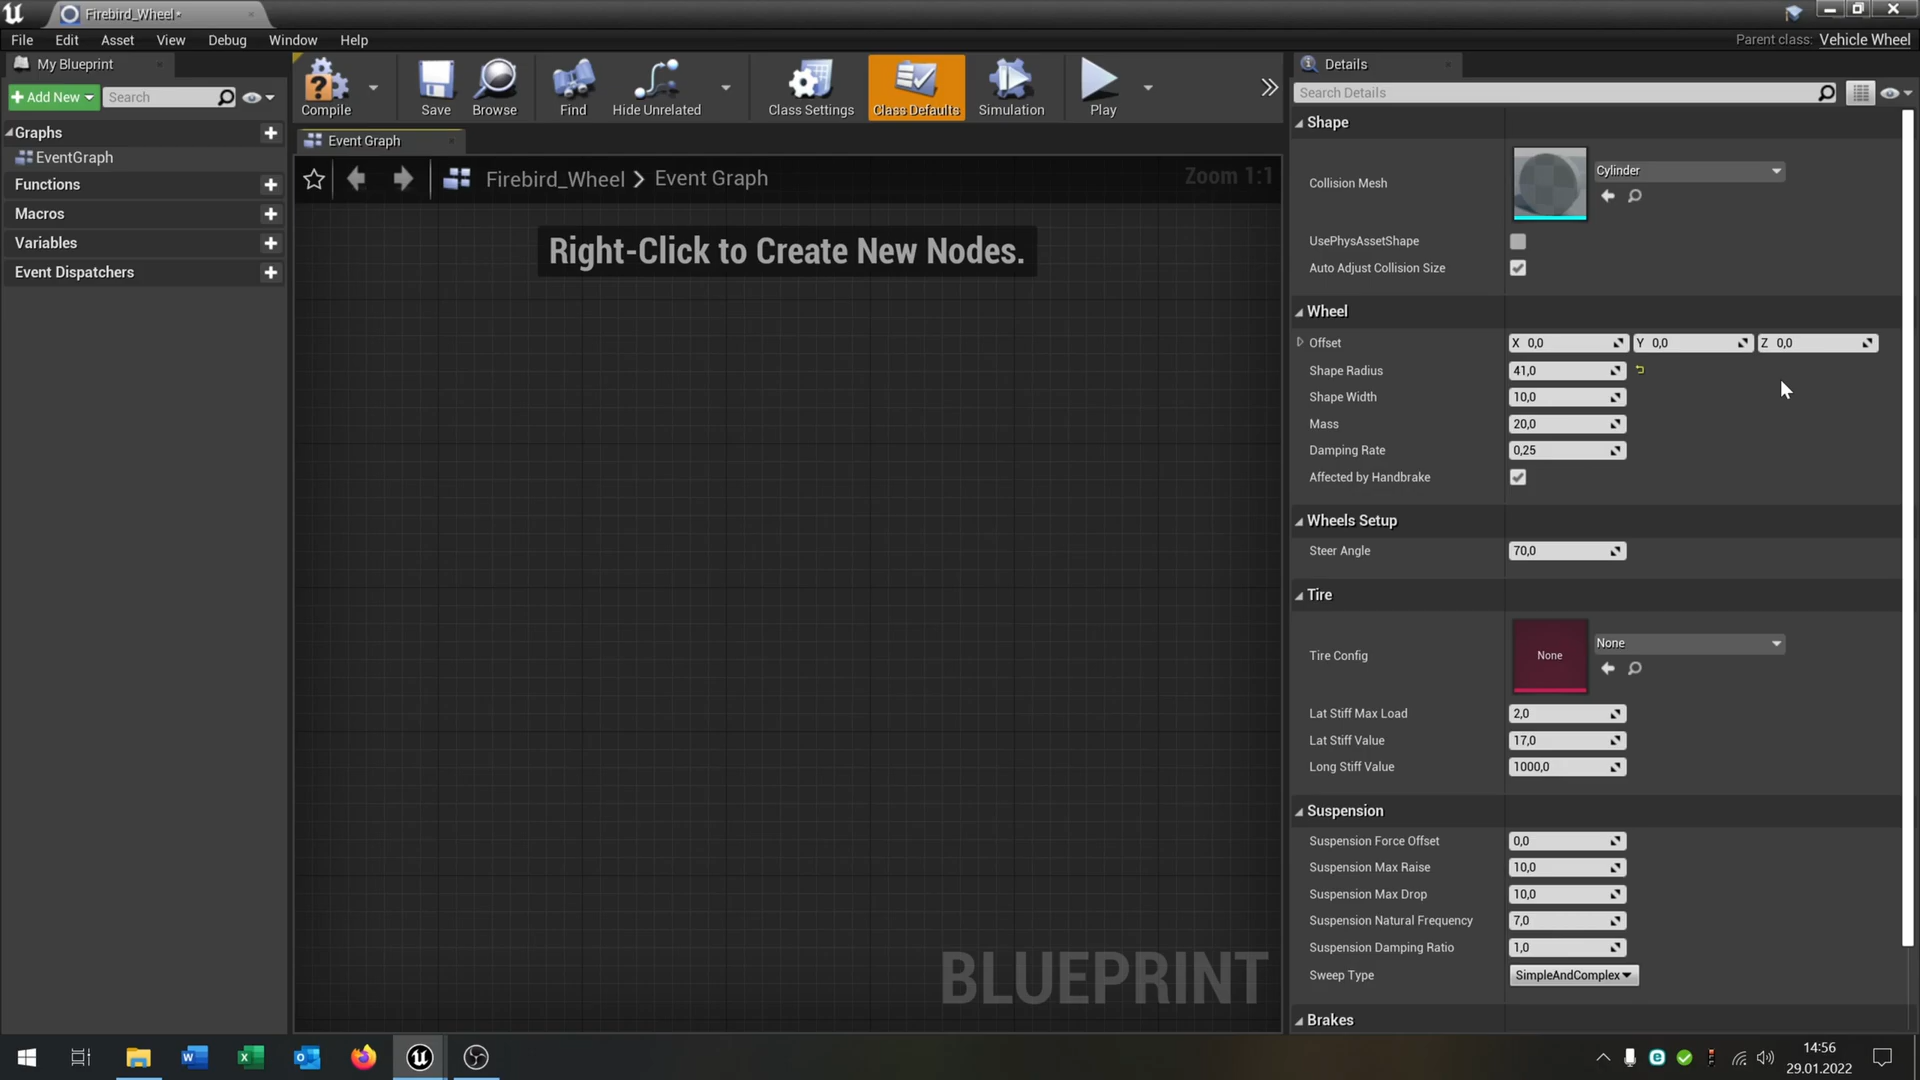 Firebird_Wheel*
File Edit Asset View Debug Window Help
Parent class: Vehicle Wheel
My Blueprint
Add New Search
Graphs
EventGraph
Functions
Macros
Variables
Event Dispatchers
Compile Save Browse Find Hide Unrelated Class Settings Class Defaults Simulation Play
Event Graph
Firebird_Wheel > Event Graph
Zoom 1:1
Right-Click to Create New Nodes.
BLUEPRINT
Details
Search Details
Shape
Collision Mesh Cylinder
UsePhysAssetShape
Auto Adjust Collision Size
Wheel
Offset X 0,0 Y 0,0 Z 0,0
Shape Radius 41,0
Shape Width 10,0
Mass 20,0
Damping Rate 0,25
Affected by Handbrake
Wheels Setup
Steer Angle 70,0
Tire
Tire Config None None
Lat Stiff Max Load 2,0
Lat Stiff Value 17,0
Long Stiff Value 1000,0
Suspension
Suspension Force Offset 0,0
Suspension Max Raise 10,0
Suspension Max Drop 10,0
Suspension Natural Frequency 7,0
Suspension Damping Ratio 1,0
Sweep Type SimpleAndComplex
Brakes
14:56
29.01.2022